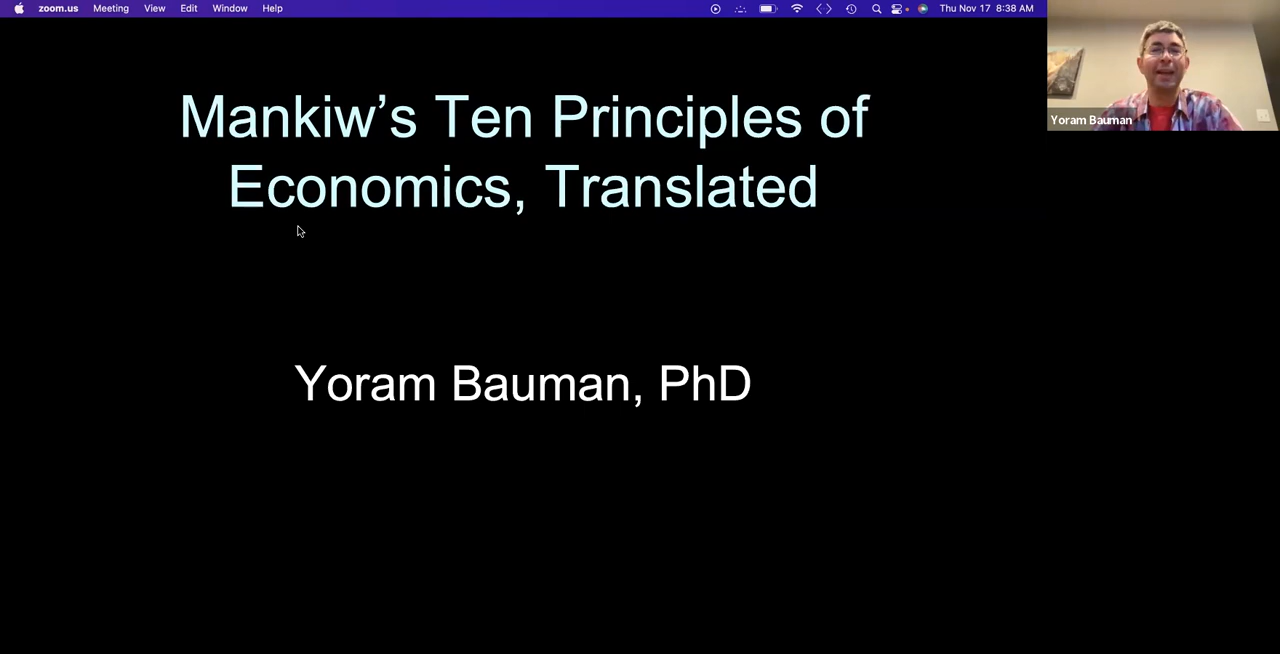 zoom.us Meeting View Edit Window Help Thu Nov 17 8:38 AM
Mankiw's Ten Principles of
Economics, Translated
Yoram Bauman, PhD
Yoram Bauman